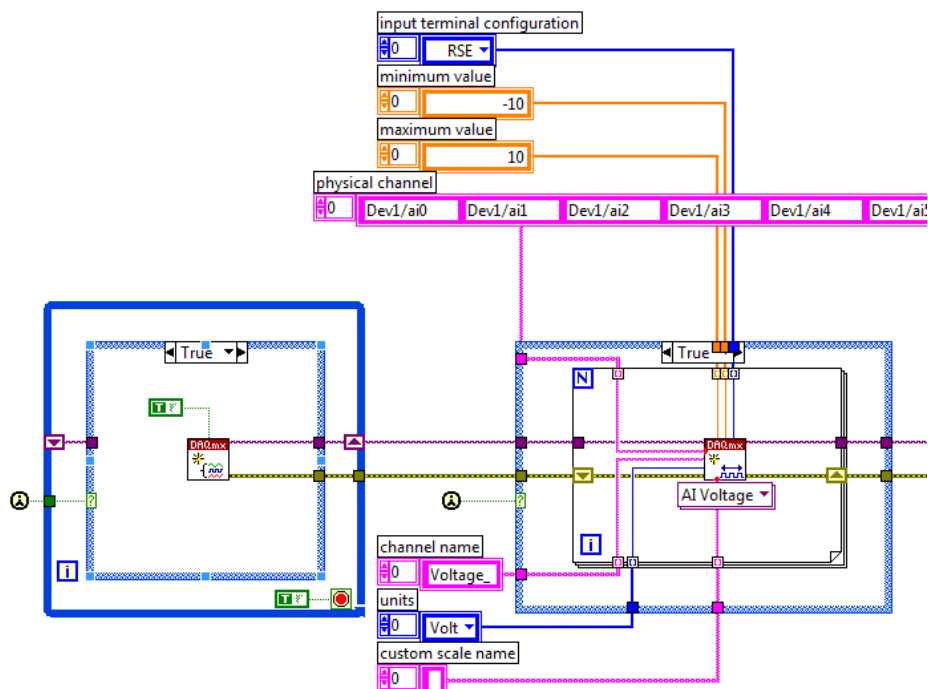 input terminal configuration
0 RSE
minimum value
0 -10
maximum value
0 10
physical channel
0 Dev1/ai0 Dev1/ai1 Dev1/ai2 Dev1/ai3 Dev1/ai4 Dev1/ai5
True
True
N
T F
DAQmx
DAQmx
AI Voltage
?
?
i
i
channel name
0 Voltage_
T F
units
0 Volt
custom scale name
0